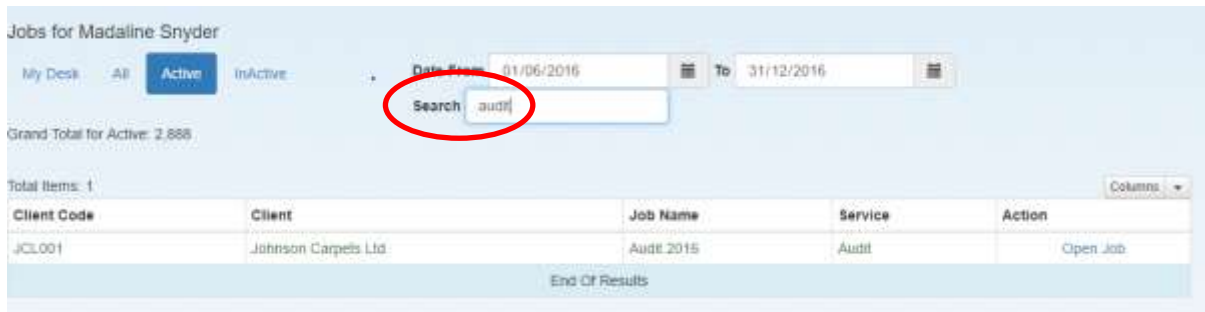 Jobs for Madaline Snyder
My Desk All Active InActive Date From 01/06/2016 To 31/12/2016
Search audit
Grand Total for Active: 2,888
Total Items: 1
Columns
Client Code Client Job Name Service Action
JCL001 Johnson Carpets Ltd Audit 2015 Audit Open Job
End Of Results